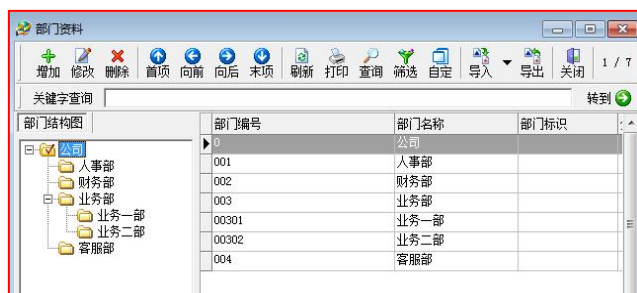 部门资料
增加 修改 删除 首项 向前 向后 末项 刷新 打印 查询 筛选 自定 导入 导出 关闭 1 / 7
关键字查询 转到
部门结构图 部门编号 部门名称 部门标识
公司 0 公司
人事部 001 人事部
财务部 002 财务部
业务部 003 业务部
业务一部 00301 业务一部
业务二部 00302 业务二部
客服部 004 客服部